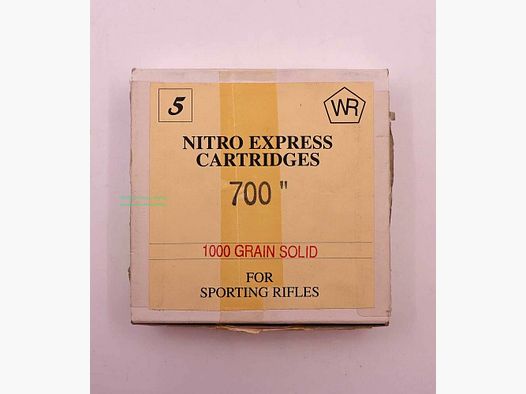 5
WR
NITRO EXPRESS
CARTRIDGES
700 "
1000 GRAIN SOLID
FOR
SPORTING RIFLES